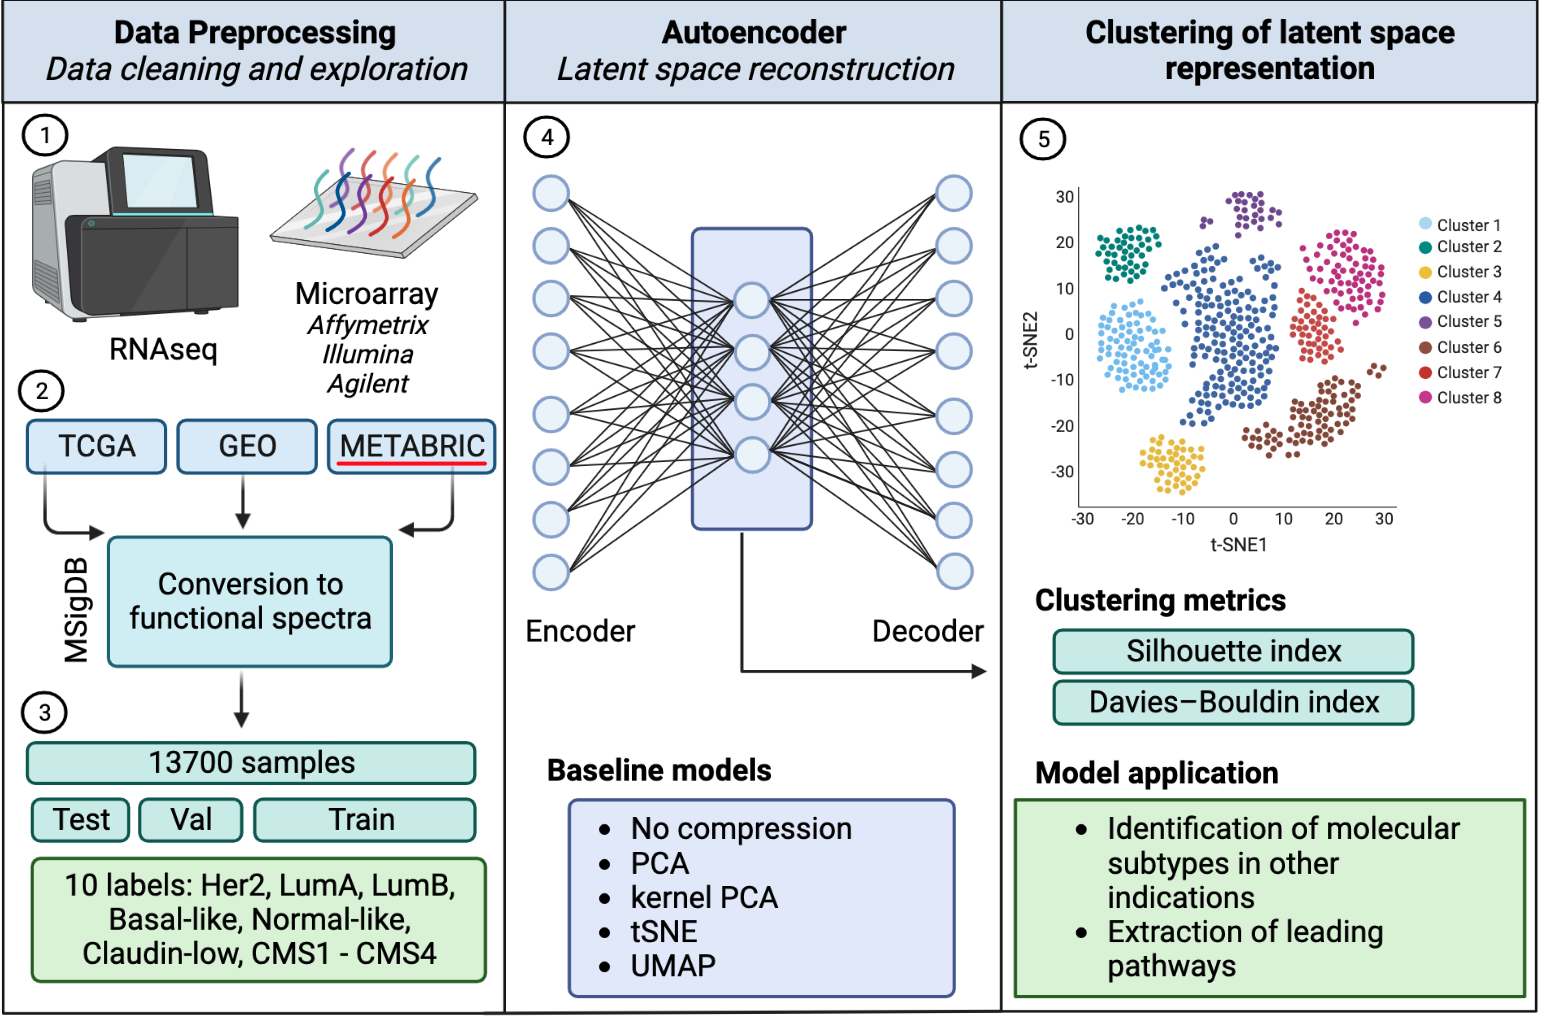 Data Preprocessing
Data cleaning and exploration
1
RNAseq
Microarray
Affymetrix
Illumina
Agilent
2
TCGA
GEO
METABRIC
MSigDB
Conversion to
functional spectra
3
13700 samples
Test
Val
Train
10 labels: Her2, LumA, LumB,
Basal-like, Normal-like,
Claudin-low, CMS1 - CMS4
Autoencoder
Latent space reconstruction
4
Encoder
Decoder
Baseline models
• No compression
• PCA
• kernel PCA
• tSNE
• UMAP
Clustering of latent space
representation
5
30
20
10
0
-10
-20
-30
t-SNE2
-30 -20 -10 0 10 20 30
t-SNE1
Cluster 1
Cluster 2
Cluster 3
Cluster 4
Cluster 5
Cluster 6
Cluster 7
Cluster 8
Clustering metrics
Silhouette index
Davies–Bouldin index
Model application
• Identification of molecular
subtypes in other
indications
• Extraction of leading
pathways